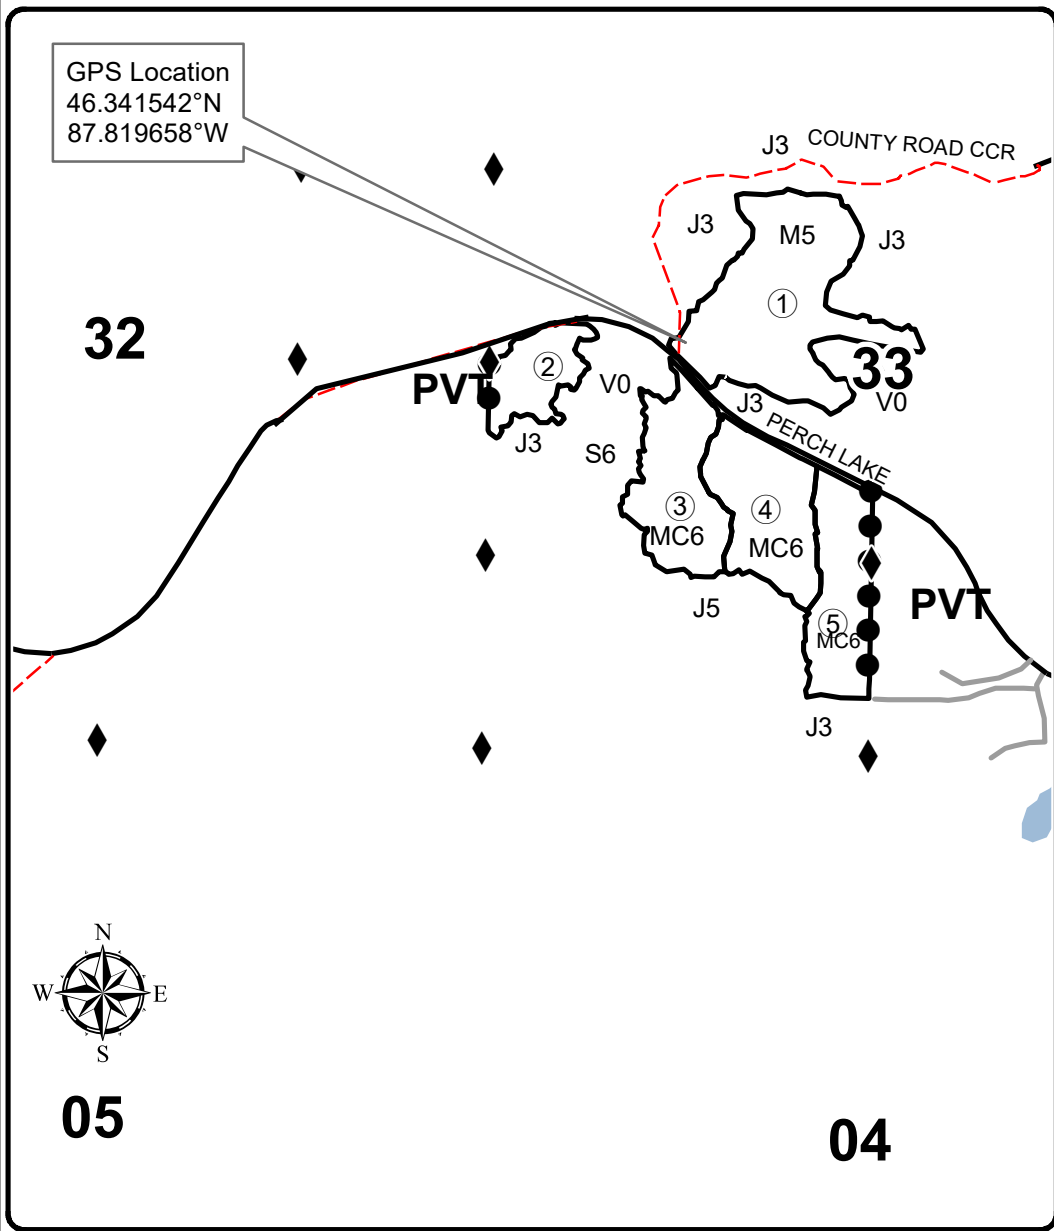 GPS Location
46.341542°N
87.819658°W
J3
COUNTY ROAD CCR
J3
M5
J3
1
32
33
2
PVT
V0
J3
V0
J3
S6
PERCH LAKE
3
MC6
4
MC6
J5
PVT
5
MC6
J3
N
W
E
S
05
04